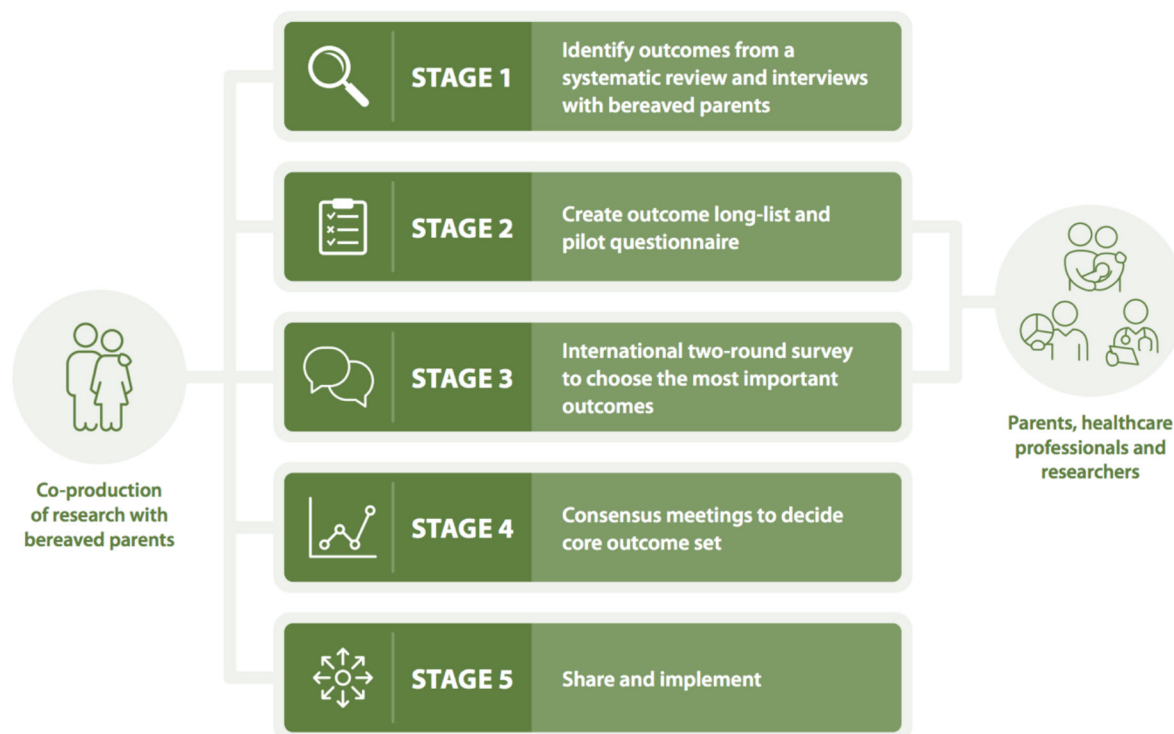 STAGE 1
Identify outcomes from a
systematic review and interviews
with bereaved parents
STAGE 2
Create outcome long-list and
pilot questionnaire
STAGE 3
International two-round survey
to choose the most important
outcomes
STAGE 4
Consensus meetings to decide
core outcome set
STAGE 5
Share and implement
Co-production
of research with
bereaved parents
Parents, healthcare
professionals and
researchers